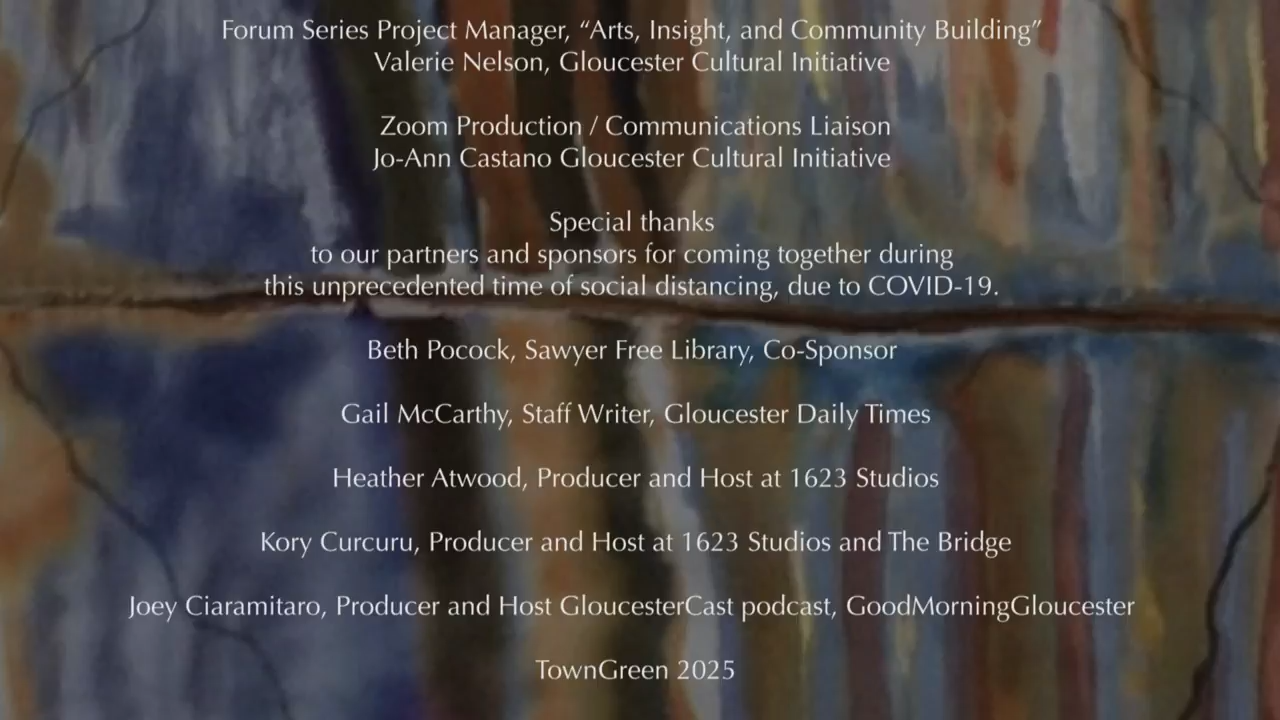 Forum Series Project Manager, “Arts, Insight, and Community Building”
Valerie Nelson, Gloucester Cultural Initiative
Zoom Production / Communications Liaison
Jo-Ann Castano Gloucester Cultural Initiative
Special thanks
to our partners and sponsors for coming together during
this unprecedented time of social distancing, due to COVID-19.
Beth Pocock, Sawyer Free Library, Co-Sponsor
Gail McCarthy, Staff Writer, Gloucester Daily Times
Heather Atwood, Producer and Host at 1623 Studios
Kory Curcuru, Producer and Host at 1623 Studios and The Bridge
Joey Ciaramitaro, Producer and Host GloucesterCast podcast, GoodMorningGloucester
TownGreen 2025